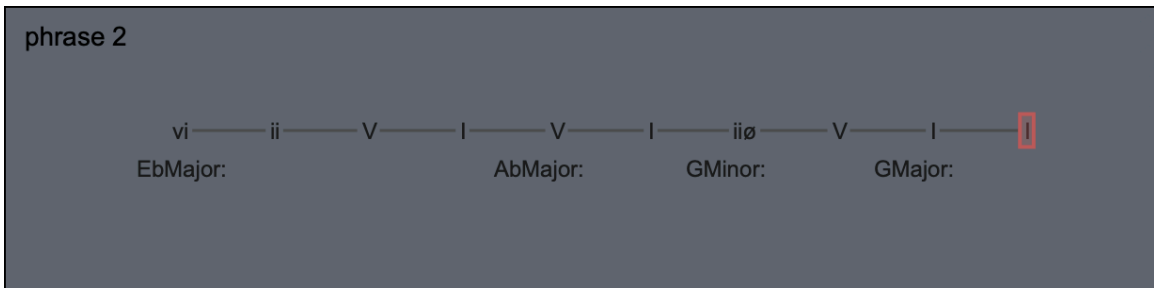 phrase 2
vi ii V I V I iiø V I I
EbMajor: AbMajor: GMinor: GMajor: